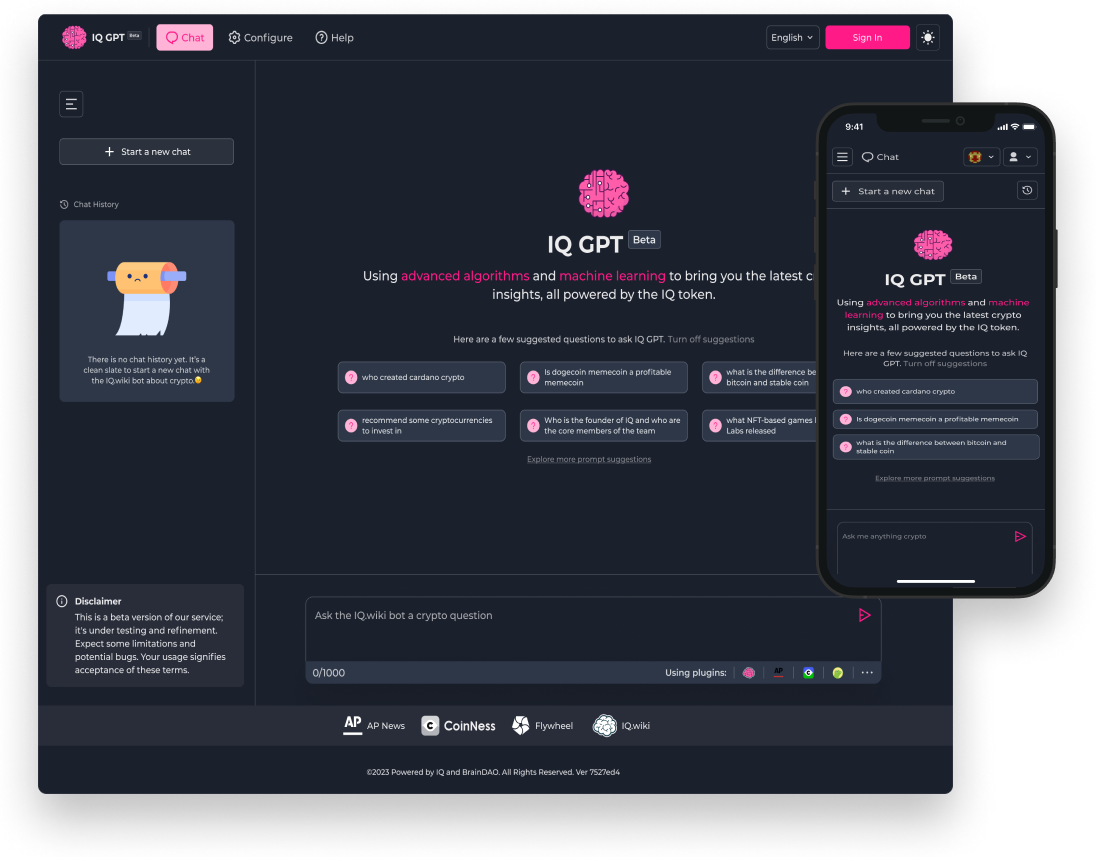 IQ GPT Beta
Chat
Configure
Help
English
Sign In
Start a new chat
Chat History
There is no chat history yet. It's a
clean slate to start a new chat with
the IQ.wiki bot about crypto.
Disclaimer
This is a beta version of our service;
it's under testing and refinement.
Expect some limitations and
potential bugs. Your usage signifies
acceptance of these terms.
IQ GPT Beta
Using advanced algorithms and machine learning to bring you the latest c
insights, all powered by the IQ token.
Here are a few suggested questions to ask IQ GPT. Turn off suggestions
who created cardano crypto
Is dogecoin memecoin a profitable
memecoin
what is the difference be
bitcoin and stable coin
recommend some cryptocurrencies
to invest in
Who is the founder of IQ and who are
the core members of the team
what NFT-based games
Labs released
Explore more prompt suggestions
Ask the IQ.wiki bot a crypto question
0/1000
Using plugins:
AP
AP AP News
C CoinNess
Flywheel
IQ.wiki
©2023 Powered by IQ and BrainDAO. All Rights Reserved. Ver 7527ed4
9:41
Chat
Start a new chat
IQ GPT Beta
Using advanced algorithms and machine
learning to bring you the latest crypto
insights, all powered by the IQ token.
Here are a few suggested questions to ask IQ
GPT. Turn off suggestions
who created cardano crypto
Is dogecoin memecoin a profitable memecoin
what is the difference between bitcoin and
stable coin
Explore more prompt suggestions
Ask me anything crypto